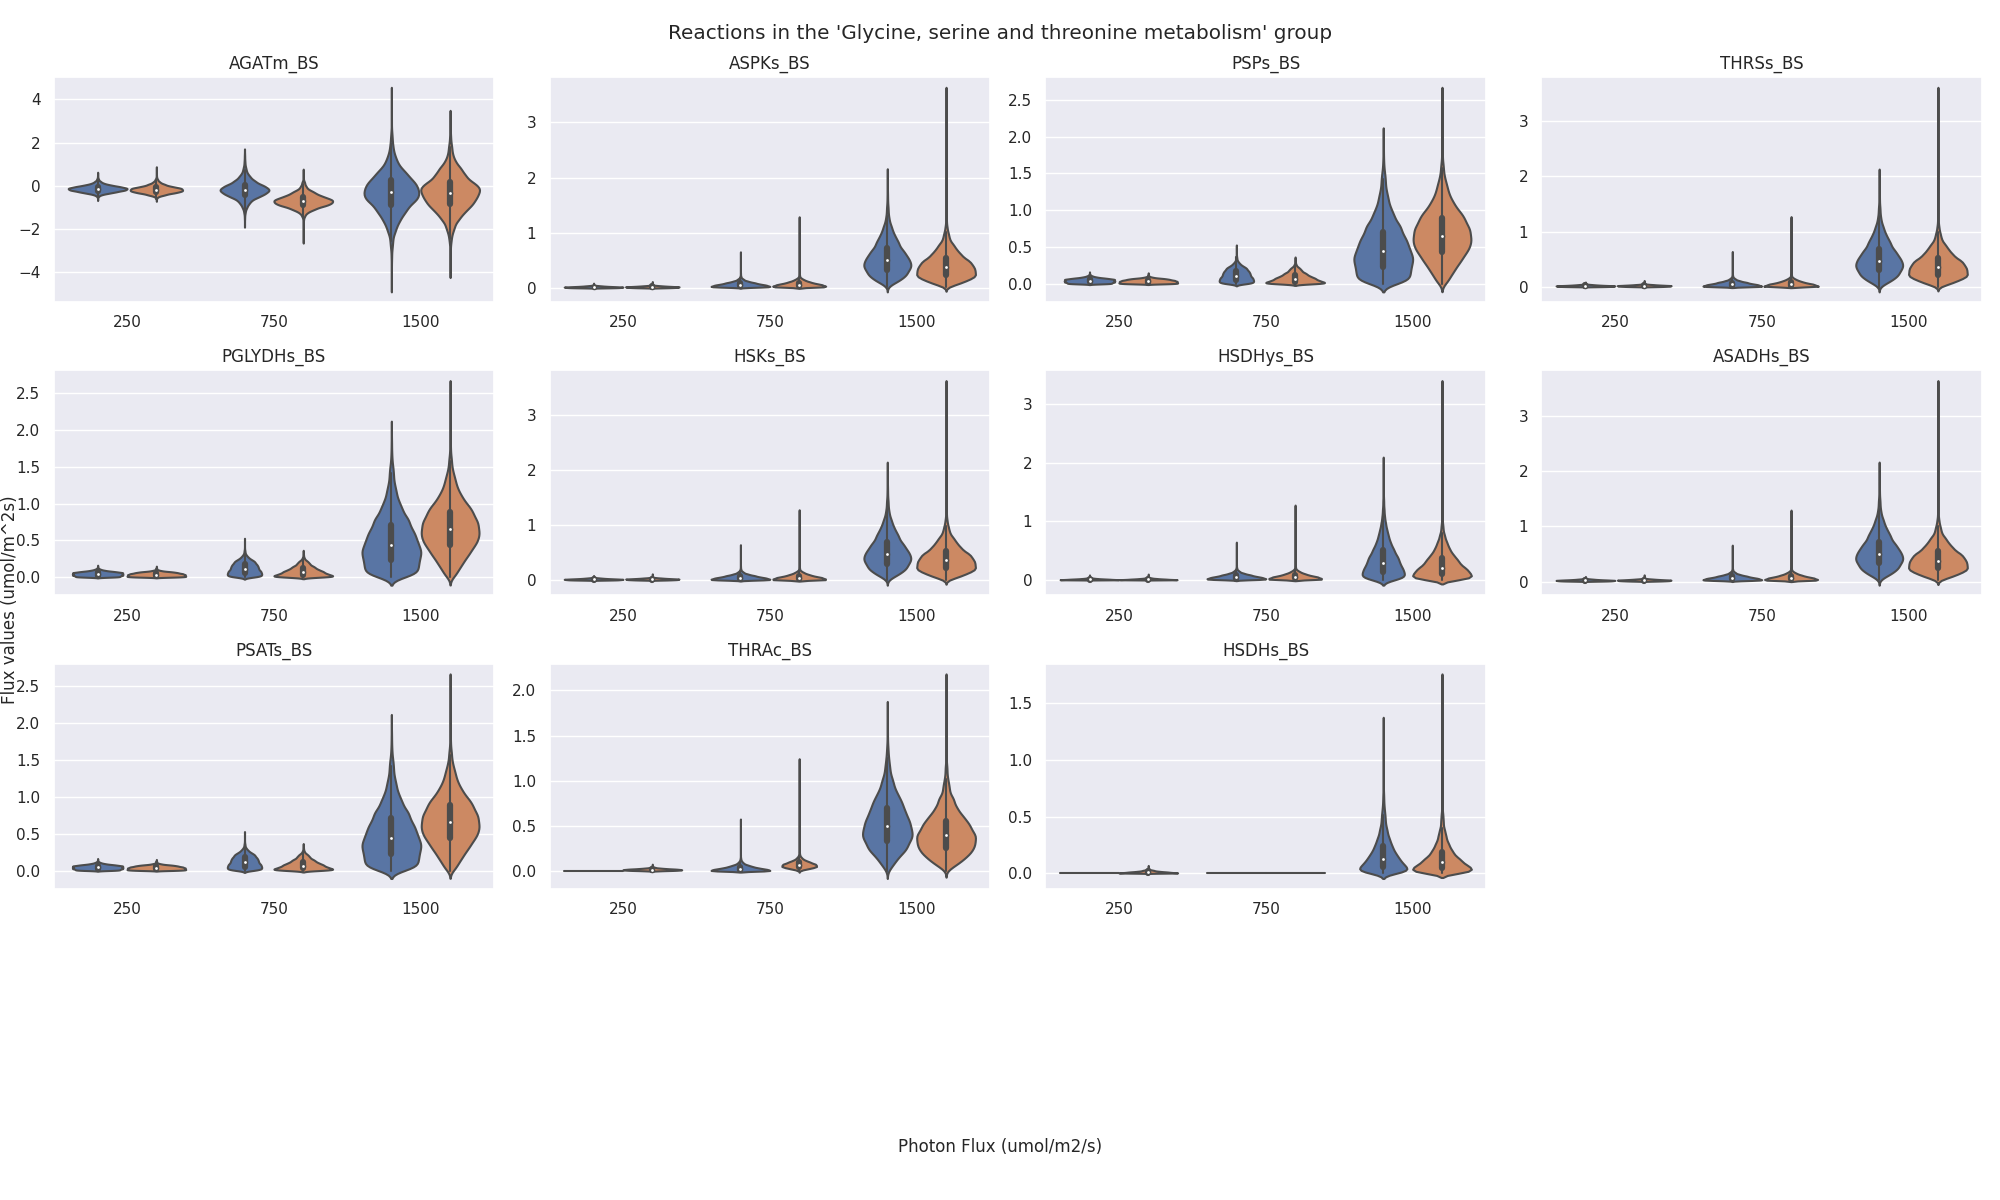 Reactions in the 'Glycine, serine and threonine metabolism' group
AGATm_BS
ASPKs_BS
PSPs_BS
THRSs_BS
4
2
0
−2
−4
250 750 1500
3
2
1
0
250 750 1500
2.5
2.0
1.5
1.0
0.5
0.0
250 750 1500
3
2
1
0
250 750 1500
PGLYDHs_BS
HSKs_BS
HSDHys_BS
ASADHs_BS
2.5
2.0
1.5
1.0
0.5
0.0
250 750 1500
3
2
1
0
250 750 1500
3
2
1
0
250 750 1500
3
2
1
0
250 750 1500
Flux values (umol/m^2s)
PSATs_BS
THRAc_BS
HSDHs_BS
2.5
2.0
1.5
1.0
0.5
0.0
250 750 1500
2.0
1.5
1.0
0.5
0.0
250 750 1500
1.5
1.0
0.5
0.0
250 750 1500
Photon Flux (umol/m2/s)